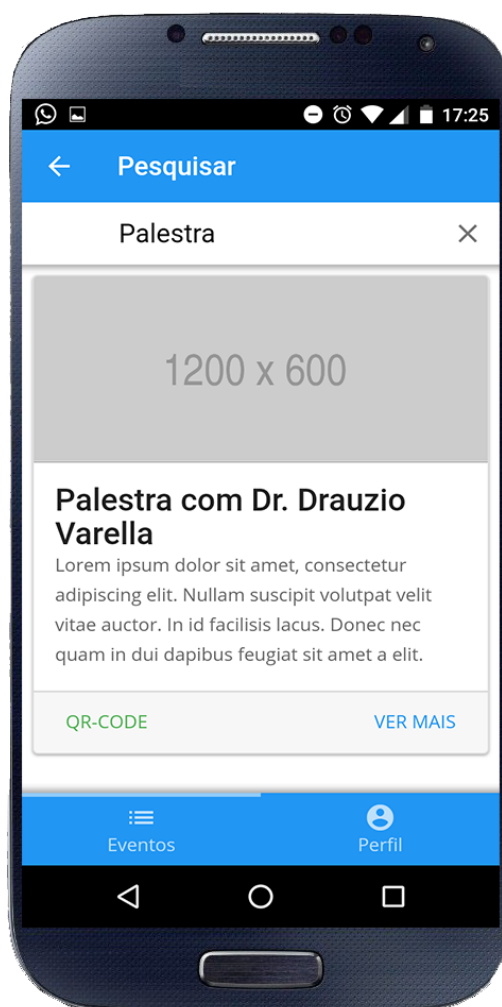 17:25
Pesquisar
Palestra
1200 x 600
Palestra com Dr. Drauzio
Varella
Lorem ipsum dolor sit amet, consectetur
adipiscing elit. Nullam suscipit volutpat velit
vitae auctor. In id facilisis lacus. Donec nec
quam in dui dapibus feugiat sit amet a elit.
QR-CODE VER MAIS
Eventos Perfil